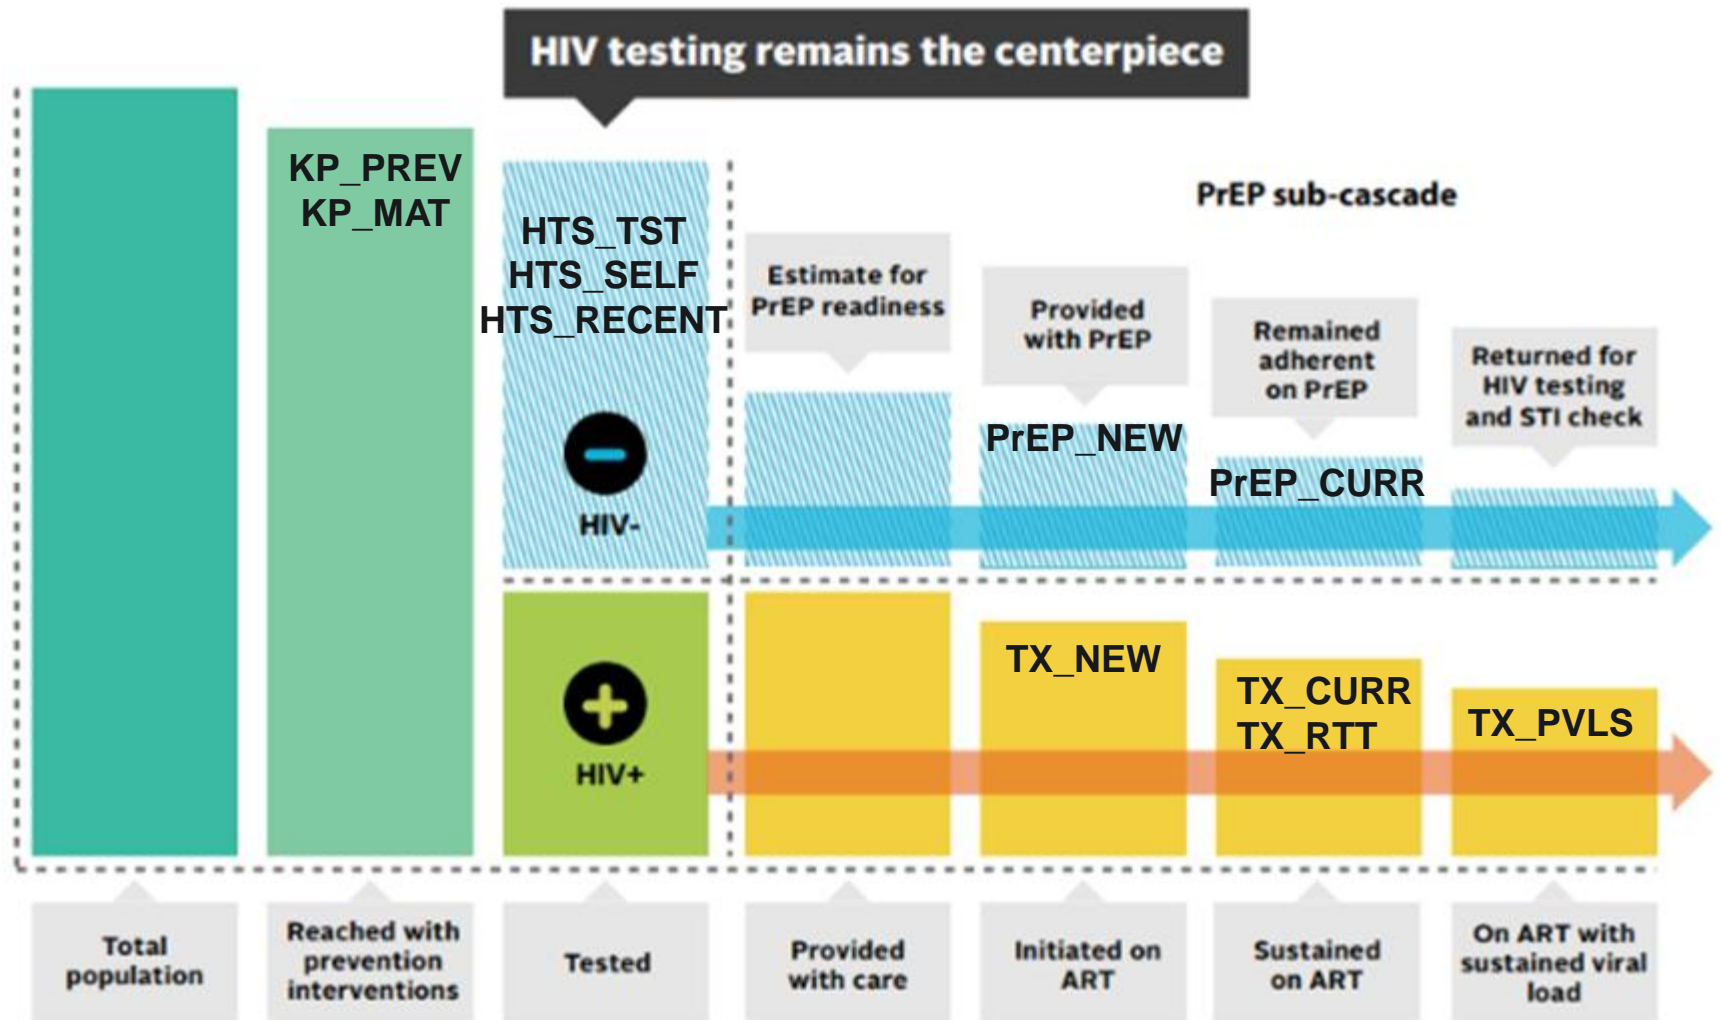 HIV testing remains the centerpiece
KP_PREV
KP_MAT
HTS_TST
HTS_SELF
HTS_RECENT
HIV-
PrEP sub-cascade
Estimate for
PrEP readiness
Provided
with PrEP
Remained
adherent
on PrEP
Returned for
HIV testing
and STI check
PrEP_NEW
PrEP_CURR
HIV+
TX_NEW
TX_CURR
TX_RTT
TX_PVLS
Total
population
Reached with
prevention
interventions
Tested
Provided
with care
Initiated on
ART
Sustained
on ART
On ART with
sustained viral
load